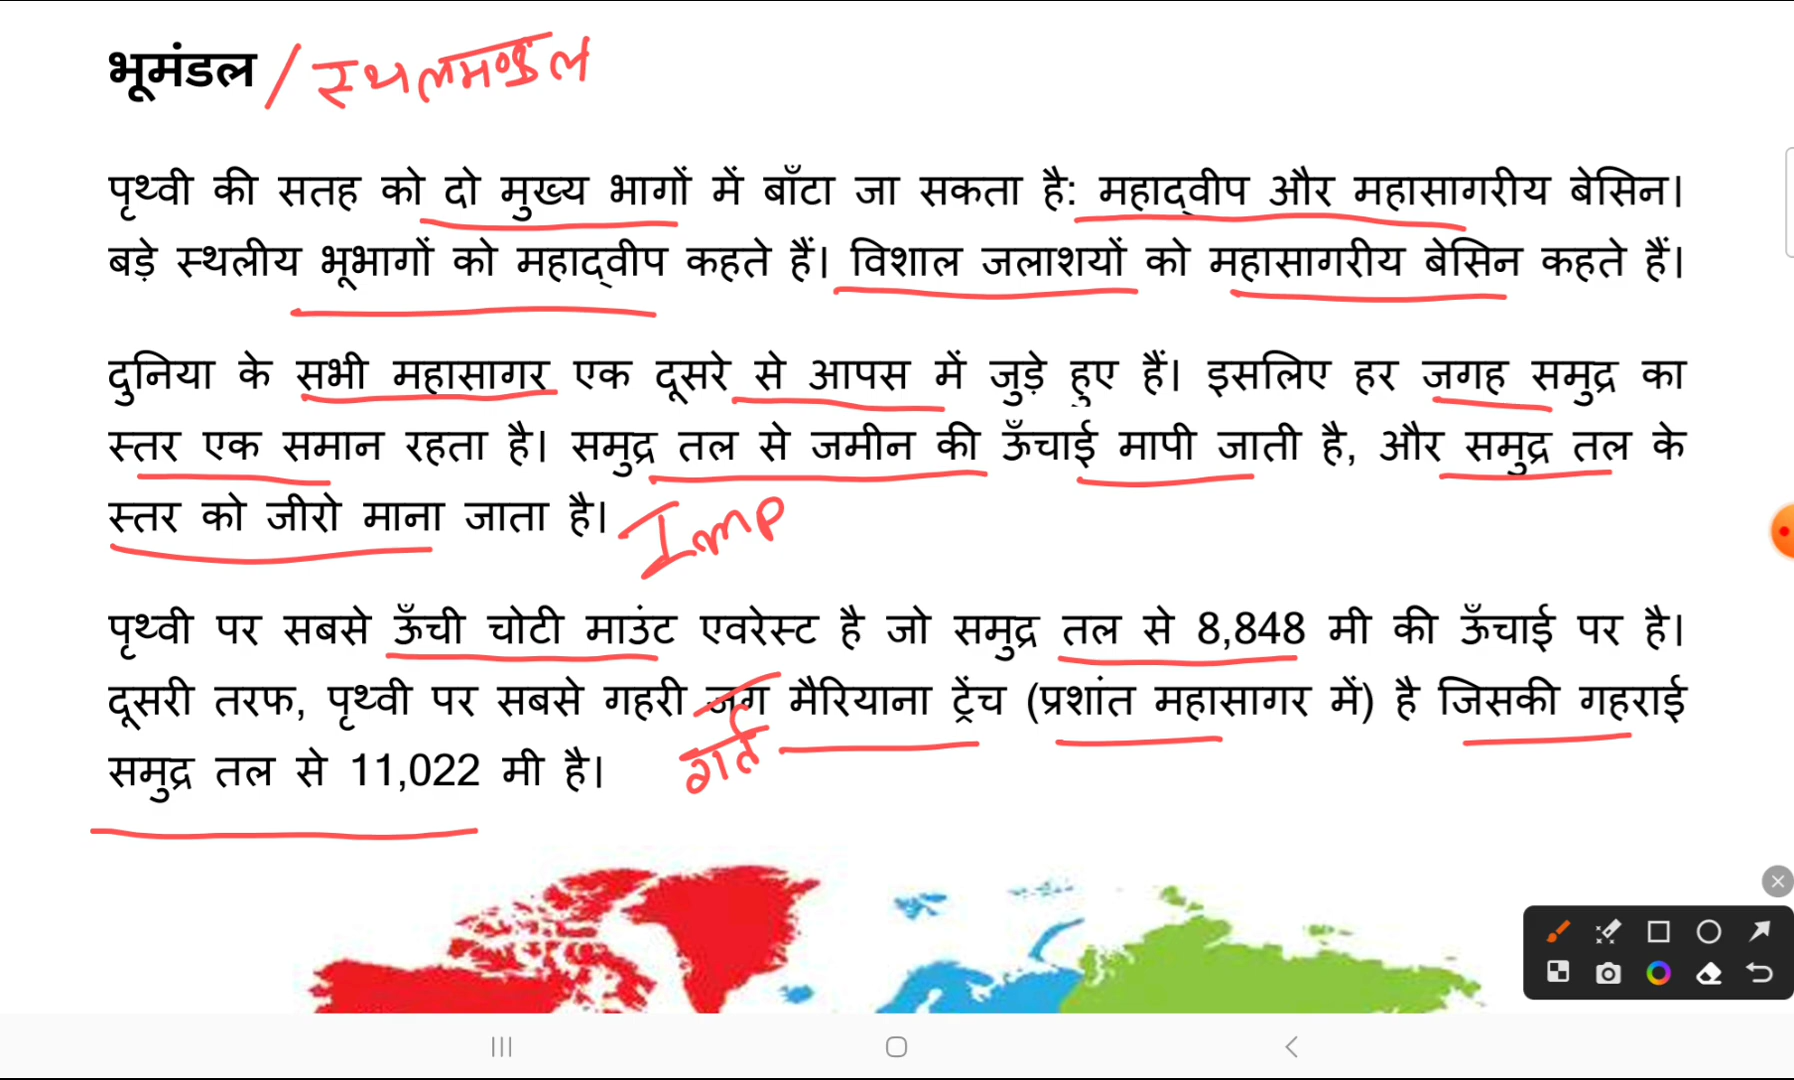 भूमंडल / स्थलमण्डल
पृथ्वी की सतह को दो मुख्य भागों में बाँटा जा सकता है: महाद्वीप और महासागरीय बेसिन।
बड़े स्थलीय भूभागों को महाद्वीप कहते हैं। विशाल जलाशयों को महासागरीय बेसिन कहते हैं।
दुनिया के सभी महासागर एक दूसरे से आपस में जुड़े हुए हैं। इसलिए हर जगह समुद्र का
स्तर एक समान रहता है। समुद्र तल से जमीन की ऊँचाई मापी जाती है, और समुद्र तल के
स्तर को जीरो माना जाता है। Imp
पृथ्वी पर सबसे ऊँची चोटी माउंट एवरेस्ट है जो समुद्र तल से 8,848 मी की ऊँचाई पर है।
दूसरी तरफ, पृथ्वी पर सबसे गहरी जग मैरियाना ट्रेंच (प्रशांत महासागर में) है जिसकी गहराई
गर्त
समुद्र तल से 11,022 मी है।